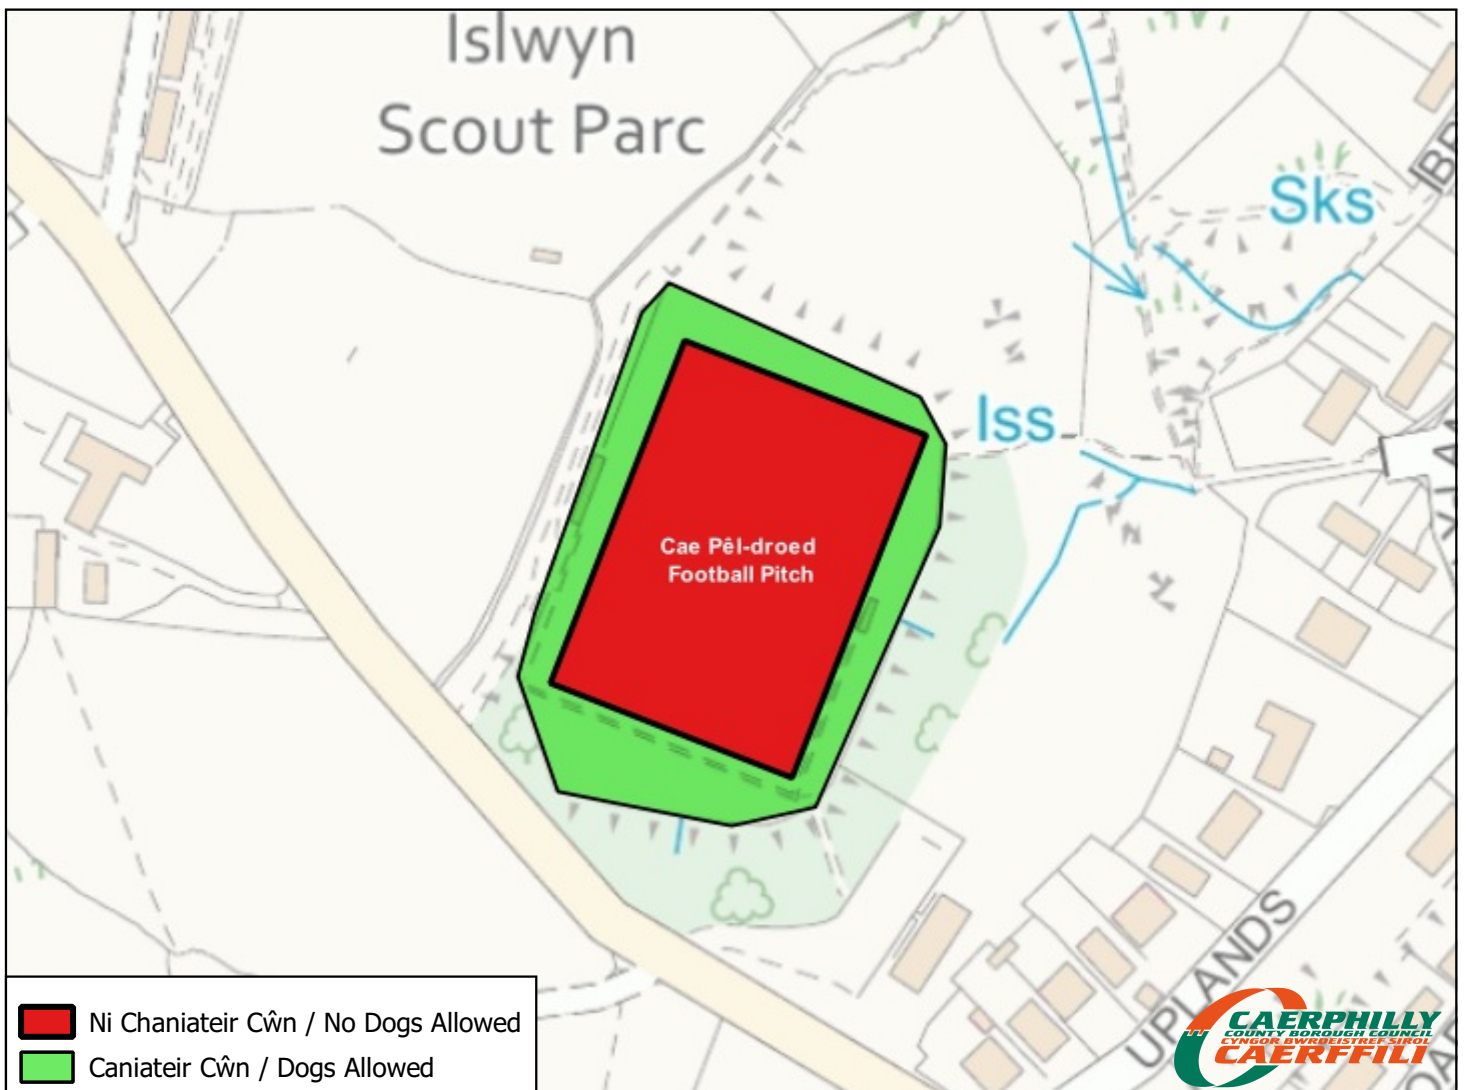 Islwyn
Scout Parc
Sks
Iss
Cae Pêl-droed
Football Pitch
UPLANDS
Ni Chaniateir Cŵn / No Dogs Allowed
Caniateir Cŵn / Dogs Allowed
CAERPHILLY
COUNTY BOROUGH COUNCIL
CYNGOR BWRDEISTREF SIROL
CAERFFILI